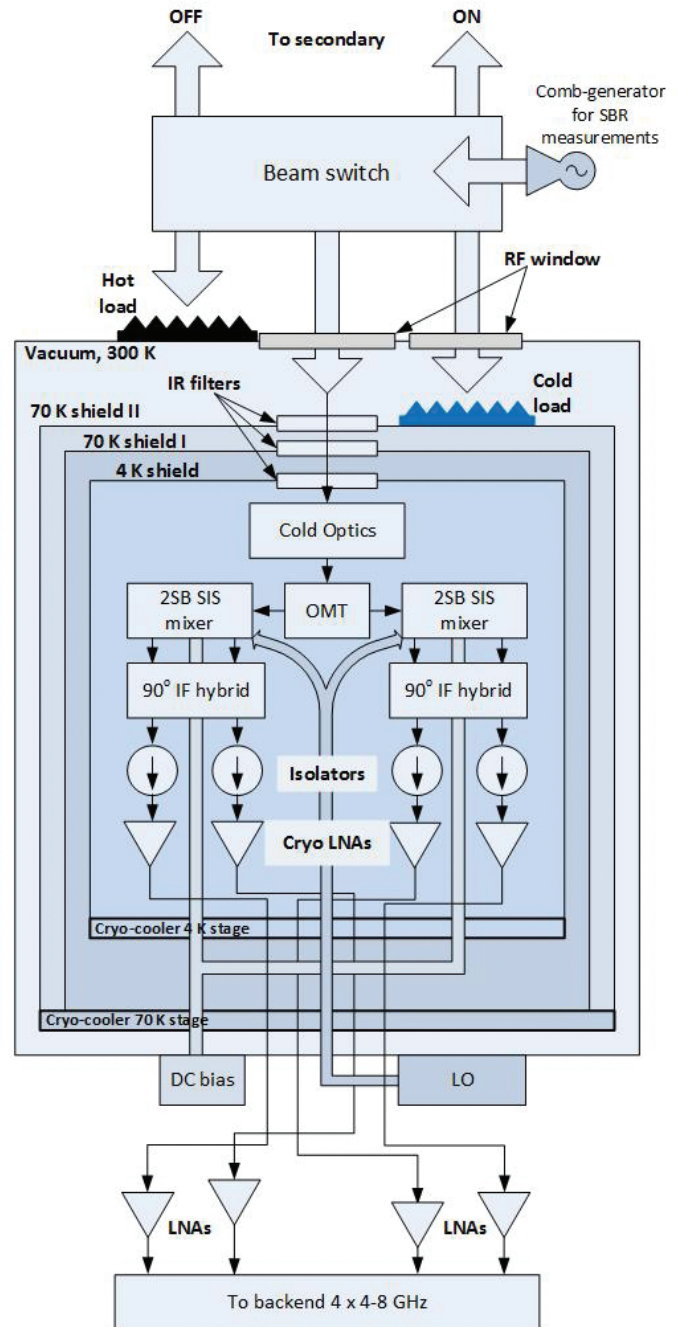 OFF
ON
To secondary
Comb-generator
for SBR
measurements
Beam switch
RF window
Hot
load
Vacuum, 300 K
IR filters
Cold
load
70 K shield II
70 K shield I
4 K shield
Cold Optics
2SB SIS
mixer
OMT
2SB SIS
mixer
90° IF hybrid
90° IF hybrid
Isolators
Cryo LNAs
Cryo-cooler 4 K stage
Cryo-cooler 70 K stage
DC bias
LO
LNAs
LNAs
To backend 4 x 4-8 GHz